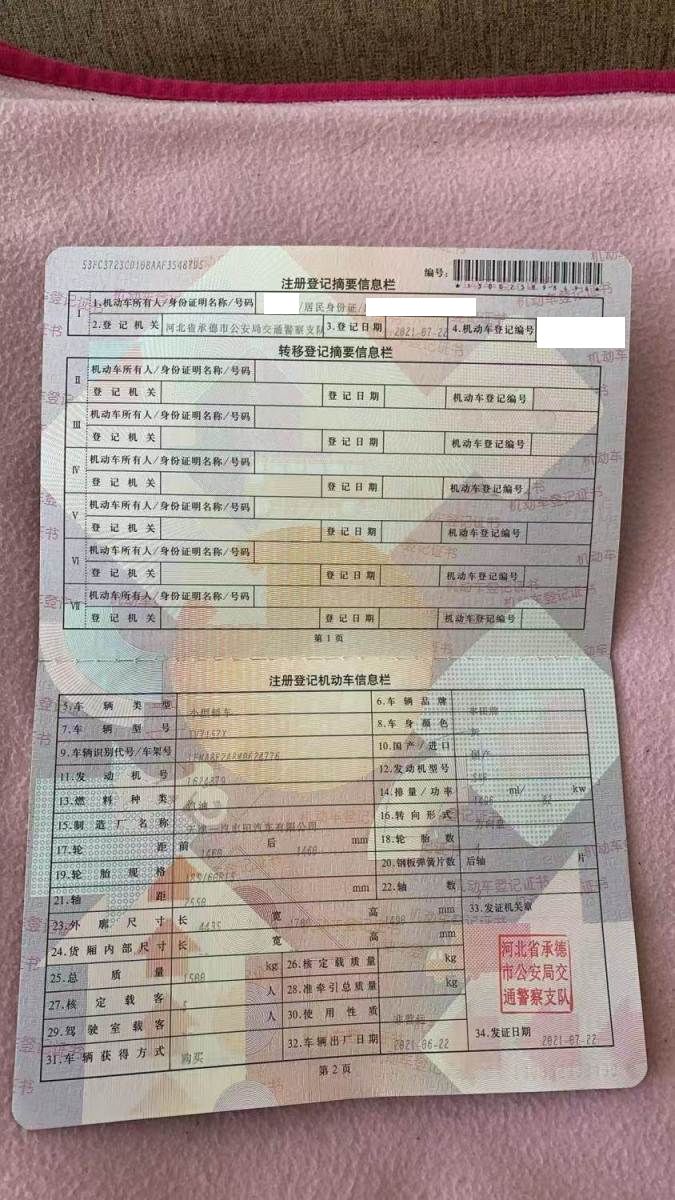 编号:
注册登记摘要信息栏
I 1.机动车所有人/身份证明名称/号码 /居民身份证/
2.登记机关 河北省承德市公安局交通警察支队 3.登记日期 2021-07-22 4.机动车登记编号
转移登记摘要信息栏
II 机动车所有人/身份证明名称/号码
登记机关 登记日期 机动车登记编号
III 机动车所有人/身份证明名称/号码
登记机关 登记日期 机动车登记编号
IV 机动车所有人/身份证明名称/号码
登记机关 登记日期 机动车登记编号
V 机动车所有人/身份证明名称/号码
登记机关 登记日期 机动车登记编号
VI 机动车所有人/身份证明名称/号码
登记机关 登记日期 机动车登记编号
VII 机动车所有人/身份证明名称/号码
登记机关 登记日期 机动车登记编号
第1页
注册登记机动车信息栏
5.车辆类型 小型轿车 6.车辆品牌
7.车辆型号 8.车身颜色
9.车辆识别代号/车架号 10.国产/进口 国产
11.发动机号 12.发动机型号
13.燃料种类 汽油 14.排量/功率 ml/ kw
15.制造厂名称 天津一汽丰田汽车有限公司 16.转向形式
17.轮距 前 后 1460 mm 18.轮胎数
19.轮胎规格 20.钢板弹簧片数 后轴 片
21.轴距 2550 mm 22.轴数
23.外廓尺寸 长 4435 宽 高 mm 33.发证机关章
24.货厢内部尺寸 长 宽 高 mm
25.总质量 kg 26.核定载质量 kg
27.核定载客 人 28.准牵引总质量 kg
29.驾驶室载客 人 30.使用性质
31.车辆获得方式 购买 32.车辆出厂日期 2021-06-22 34.发证日期 2021-07-22
河北省承德
市公安局交
通警察支队
第2页